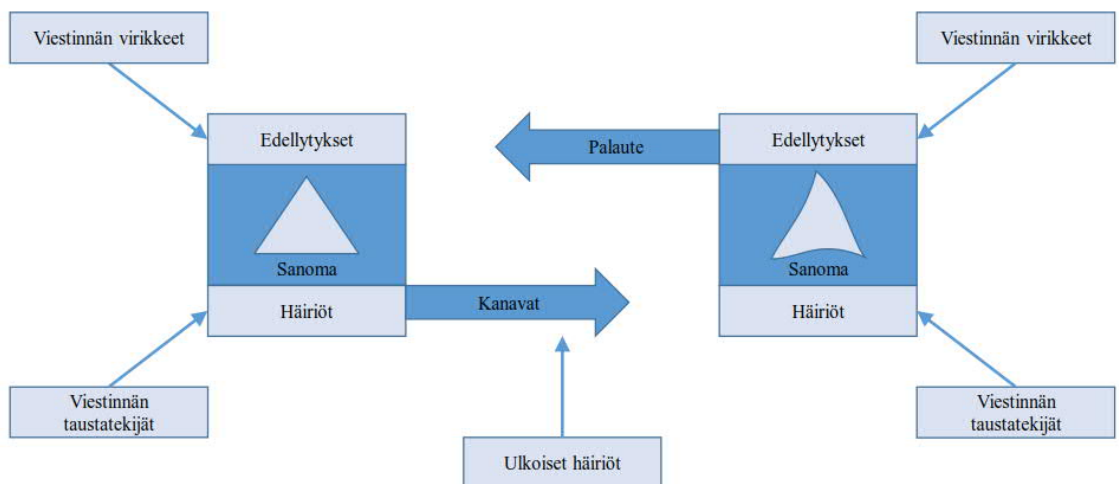 Viestinnän virikkeet
Viestinnän virikkeet
Edellytykset
Palaute
Edellytykset
Sanoma
Sanoma
Häiriöt
Kanavat
Häiriöt
Viestinnän
taustatekijät
Viestinnän
taustatekijät
Ulkoiset häiriöt